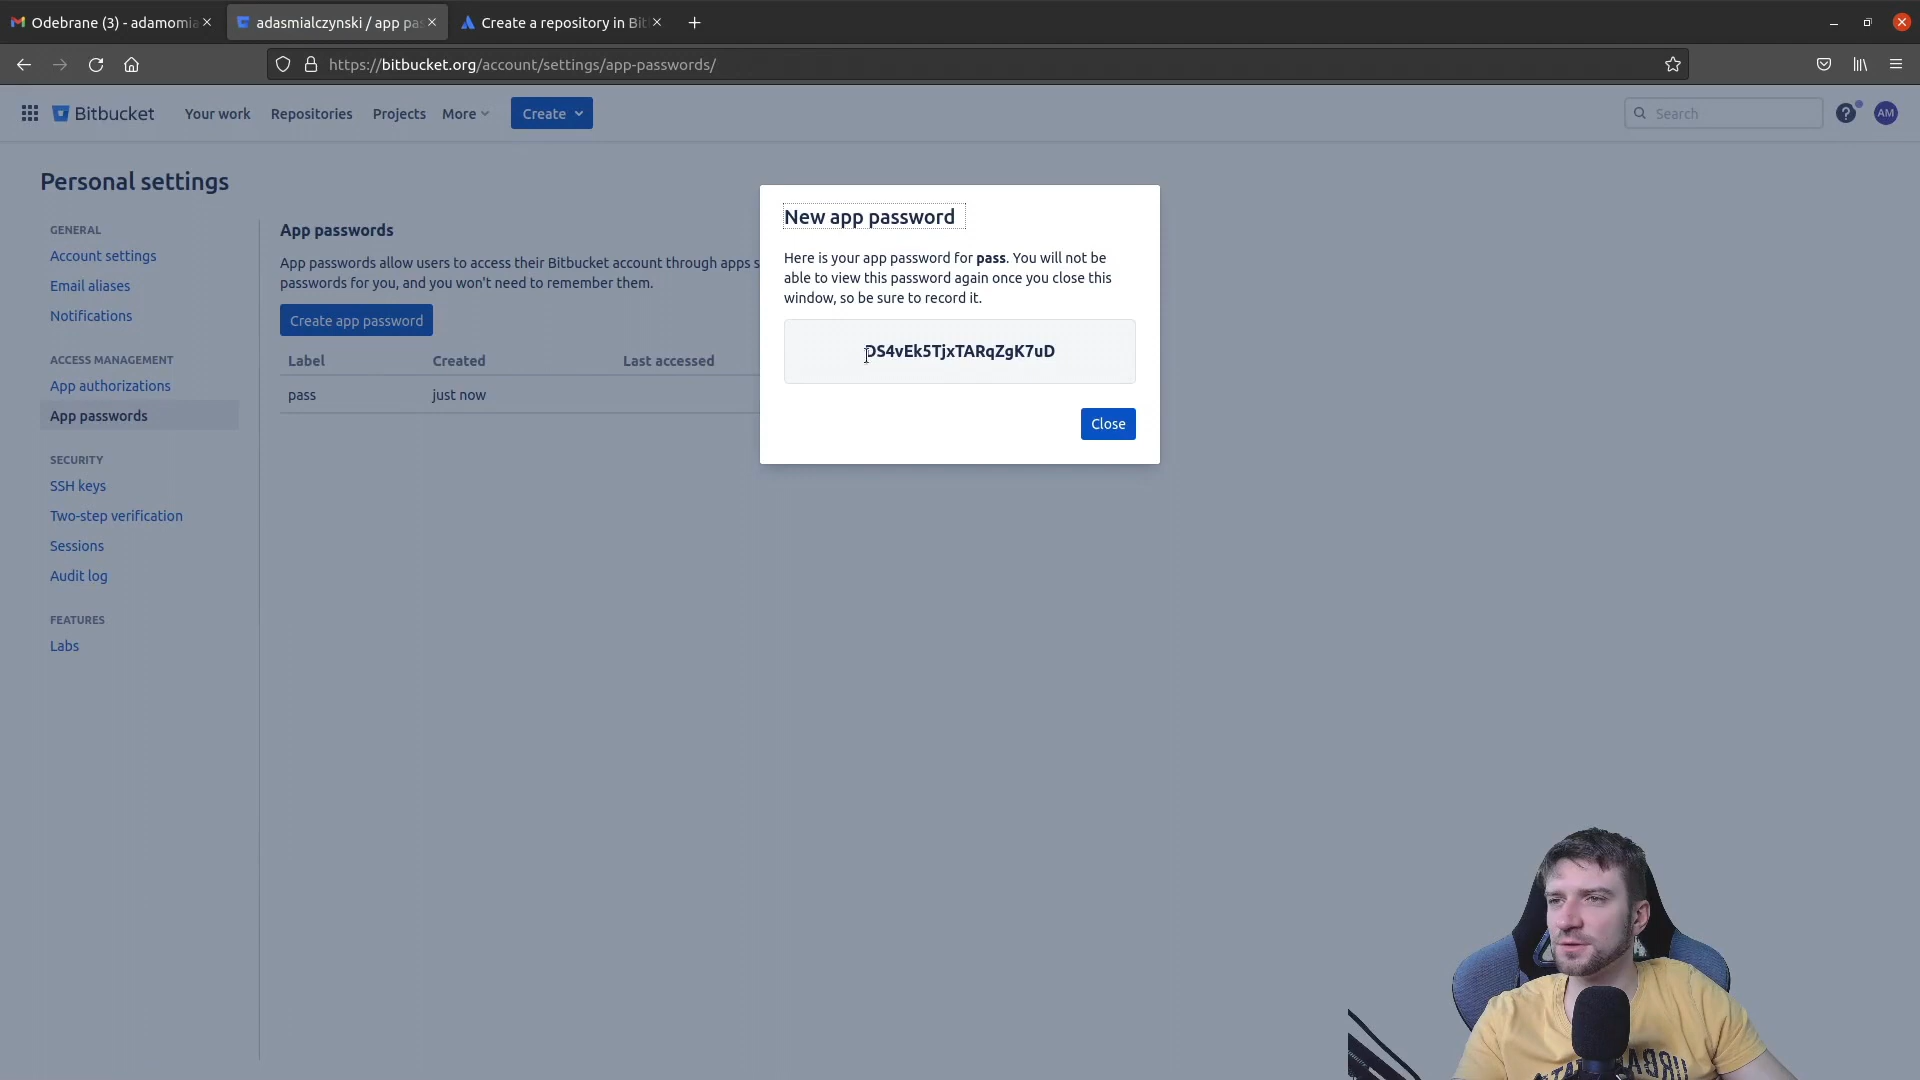 Odebrane (3) - adamomia
adasmialczynski / app pa
Create a repository in Bit
https://bitbucket.org/account/settings/app-passwords/
Bitbucket
Your work
Repositories
Projects
More
Create
Search
AM
Personal settings
GENERAL
Account settings
Email aliases
Notifications
ACCESS MANAGEMENT
App authorizations
App passwords
SECURITY
SSH keys
Two-step verification
Sessions
Audit log
FEATURES
Labs
App passwords
App passwords allow users to access their Bitbucket account through apps s
passwords for you, and you won't need to remember them.
Create app password
Label Created Last accessed
pass just now
New app password
Here is your app password for pass. You will not be
able to view this password again once you close this
window, so be sure to record it.
DS4vEk5TjxTARqZgK7uD
Close
URBAN